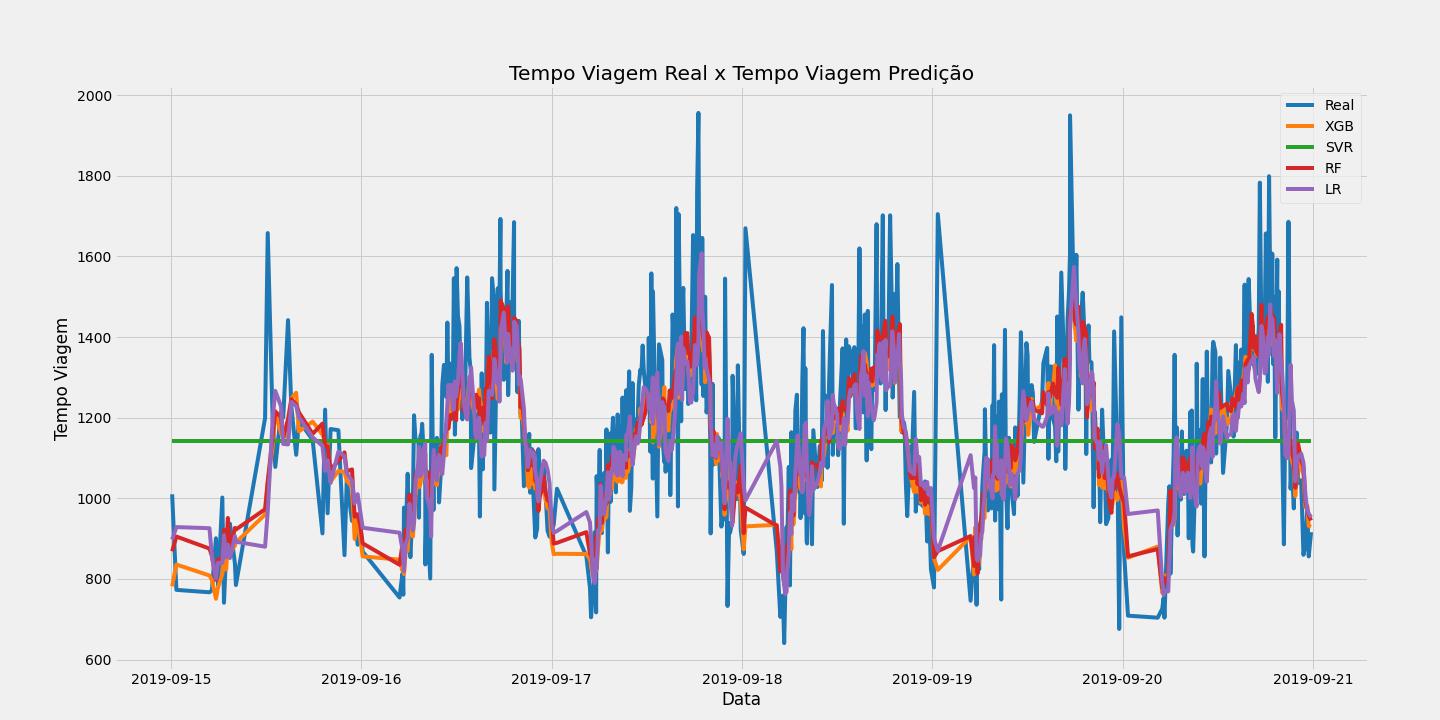 Tempo Viagem Real x Tempo Viagem Predição
2000
1800
1600
1400
1200
1000
800
600
Tempo Viagem
Real
XGB
SVR
RF
LR
2019-09-15
2019-09-16
2019-09-17
2019-09-18
2019-09-19
2019-09-20
2019-09-21
Data